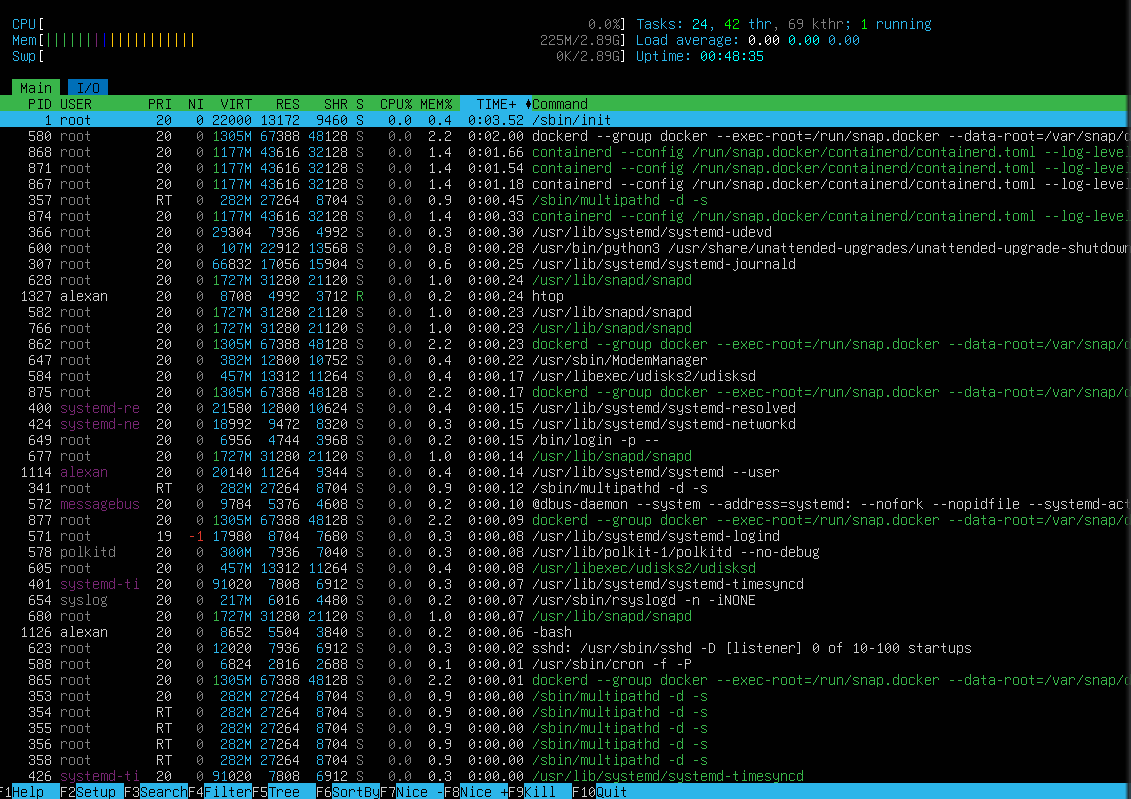 CPU[ 0.0%] Tasks: 24, 42 thr, 69 kthr; 1 running
Mem[|||||||||||||||||||| 225M/2.89G] Load average: 0.00 0.00 0.00
Swp[ 0K/2.89G] Uptime: 00:48:35
Main I/O
PID USER PRI NI VIRT RES SHR S CPU% MEM% TIME+ Command
1 root 20 0 22000 13172 9460 S 0.0 0.4 0:03.52 /sbin/init
580 root 20 0 1305M 67388 48128 S 0.0 2.2 0:02.00 dockerd --group docker --exec-root=/run/snap.docker --data-root=/var/snap/d
868 root 20 0 1177M 43616 32128 S 0.0 1.4 0:01.66 containerd --config /run/snap.docker/containerd/containerd.toml --log-level
871 root 20 0 1177M 43616 32128 S 0.0 1.4 0:01.54 containerd --config /run/snap.docker/containerd/containerd.toml --log-level
867 root 20 0 1177M 43616 32128 S 0.0 1.4 0:01.18 containerd --config /run/snap.docker/containerd/containerd.toml --log-level
357 root RT 0 282M 27264 8704 S 0.0 0.9 0:00.45 /sbin/multipathd -d -s
874 root 20 0 1177M 43616 32128 S 0.0 1.4 0:00.33 containerd --config /run/snap.docker/containerd/containerd.toml --log-level
366 root 20 0 29304 7936 4992 S 0.0 0.3 0:00.30 /usr/lib/systemd/systemd-udevd
600 root 20 0 107M 22912 13568 S 0.0 0.8 0:00.28 /usr/bin/python3 /usr/share/unattended-upgrades/unattended-upgrade-shutdown
307 root 20 0 66832 17056 15904 S 0.0 0.6 0:00.25 /usr/lib/systemd/systemd-journald
628 root 20 0 1727M 31280 21120 S 0.0 1.0 0:00.24 /usr/lib/snapd/snapd
1327 alexan 20 0 8708 4992 3712 R 0.0 0.2 0:00.24 htop
582 root 20 0 1727M 31280 21120 S 0.0 1.0 0:00.23 /usr/lib/snapd/snapd
766 root 20 0 1727M 31280 21120 S 0.0 1.0 0:00.23 /usr/lib/snapd/snapd
862 root 20 0 1305M 67388 48128 S 0.0 2.2 0:00.23 dockerd --group docker --exec-root=/run/snap.docker --data-root=/var/snap/d
647 root 20 0 382M 12800 10752 S 0.0 0.4 0:00.22 /usr/sbin/ModemManager
584 root 20 0 457M 13312 11264 S 0.0 0.4 0:00.17 /usr/libexec/udisks2/udisksd
875 root 20 0 1305M 67388 48128 S 0.0 2.2 0:00.17 dockerd --group docker --exec-root=/run/snap.docker --data-root=/var/snap/d
400 systemd-re 20 0 21580 12800 10624 S 0.0 0.4 0:00.15 /usr/lib/systemd/systemd-resolved
424 systemd-ne 20 0 18992 9472 8320 S 0.0 0.3 0:00.15 /usr/lib/systemd/systemd-networkd
649 root 20 0 6956 4744 3968 S 0.0 0.2 0:00.15 /bin/login -p --
677 root 20 0 1727M 31280 21120 S 0.0 1.0 0:00.14 /usr/lib/snapd/snapd
1114 alexan 20 0 20140 11264 9344 S 0.0 0.4 0:00.14 /usr/lib/systemd/systemd --user
341 root RT 0 282M 27264 8704 S 0.0 0.9 0:00.12 /sbin/multipathd -d -s
572 messagebus 20 0 9784 5376 4608 S 0.0 0.2 0:00.10 @dbus-daemon --system --address=systemd: --nofork --nopidfile --systemd-act
877 root 20 0 1305M 67388 48128 S 0.0 2.2 0:00.09 dockerd --group docker --exec-root=/run/snap.docker --data-root=/var/snap/d
571 root 19 -1 17980 8704 7680 S 0.0 0.3 0:00.08 /usr/lib/systemd/systemd-logind
578 polkitd 20 0 300M 7936 7040 S 0.0 0.3 0:00.08 /usr/lib/polkit-1/polkitd --no-debug
605 root 20 0 457M 13312 11264 S 0.0 0.4 0:00.08 /usr/libexec/udisks2/udisksd
401 systemd-ti 20 0 91020 7808 6912 S 0.0 0.3 0:00.07 /usr/lib/systemd/systemd-timesyncd
654 syslog 20 0 217M 6016 4480 S 0.0 0.2 0:00.07 /usr/sbin/rsyslogd -n -iNONE
680 root 20 0 1727M 31280 21120 S 0.0 1.0 0:00.07 /usr/lib/snapd/snapd
1126 alexan 20 0 8652 5504 3840 S 0.0 0.2 0:00.06 -bash
623 root 20 0 12020 7936 6912 S 0.0 0.3 0:00.02 sshd: /usr/sbin/sshd -D [listener] 0 of 10-100 startups
588 root 20 0 6824 2816 2688 S 0.0 0.1 0:00.01 /usr/sbin/cron -f -P
865 root 20 0 1305M 67388 48128 S 0.0 2.2 0:00.01 dockerd --group docker --exec-root=/run/snap.docker --data-root=/var/snap/d
353 root RT 0 282M 27264 8704 S 0.0 0.9 0:00.00 /sbin/multipathd -d -s
354 root RT 0 282M 27264 8704 S 0.0 0.9 0:00.00 /sbin/multipathd -d -s
355 root RT 0 282M 27264 8704 S 0.0 0.9 0:00.00 /sbin/multipathd -d -s
356 root RT 0 282M 27264 8704 S 0.0 0.9 0:00.00 /sbin/multipathd -d -s
358 root RT 0 282M 27264 8704 S 0.0 0.9 0:00.00 /sbin/multipathd -d -s
426 systemd-ti 20 0 91020 7808 6912 S 0.0 0.3 0:00.00 /usr/lib/systemd/systemd-timesyncd
F1Help F2Setup F3SearchF4FilterF5Tree F6SortByF7Nice -F8Nice +F9Kill F10Quit